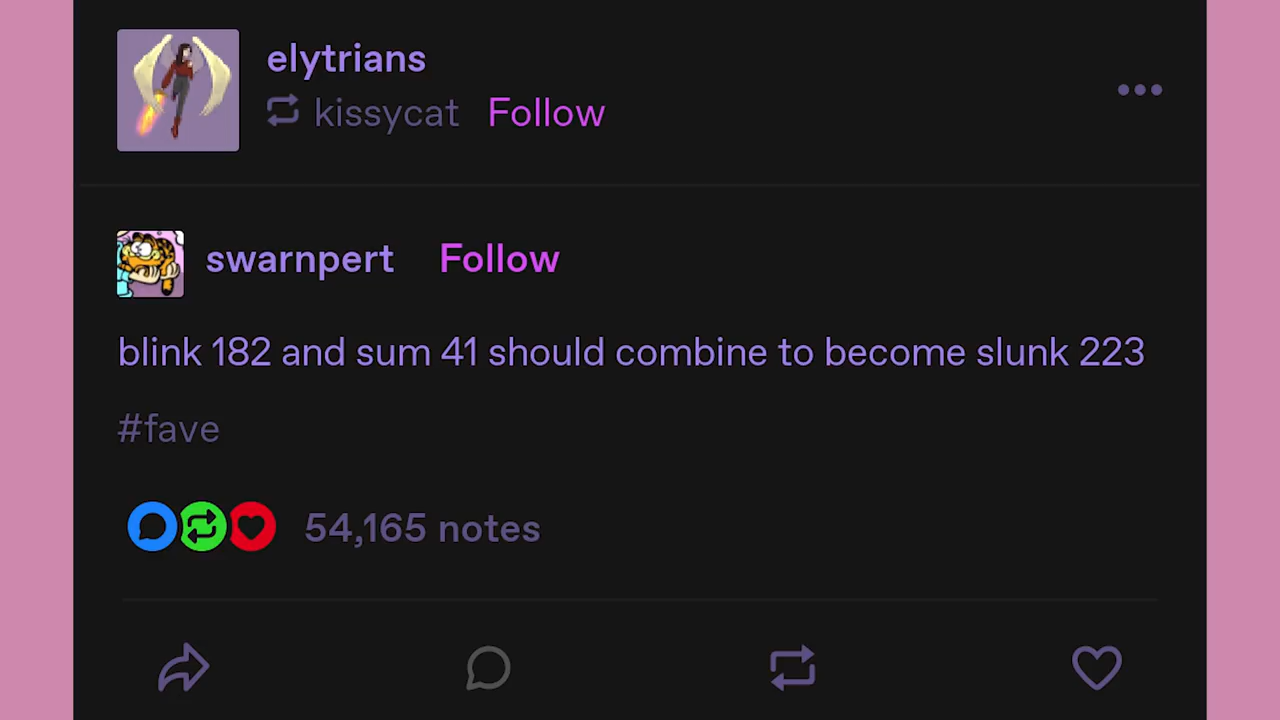 elytrians
kissycat Follow
swarnpert Follow
blink 182 and sum 41 should combine to become slunk 223
#fave
54,165 notes